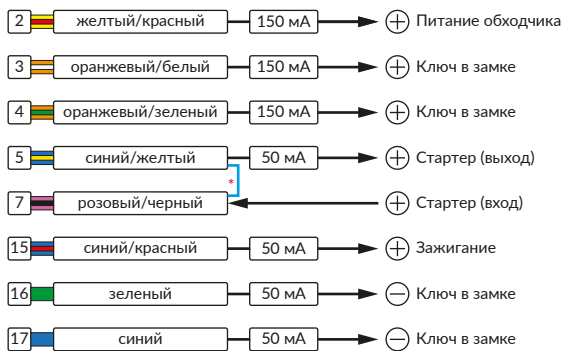 2 желтый/красный 150 мА + Питание обходчика
3 оранжевый/белый 150 мА + Ключ в замке
4 оранжевый/зеленый 150 мА + Ключ в замке
5 синий/желтый 50 мА + Стартер (выход)
*
7 розовый/черный + Стартер (вход)
15 синий/красный 50 мА + Зажигание
16 зеленый 50 мА − Ключ в замке
17 синий 50 мА − Ключ в замке